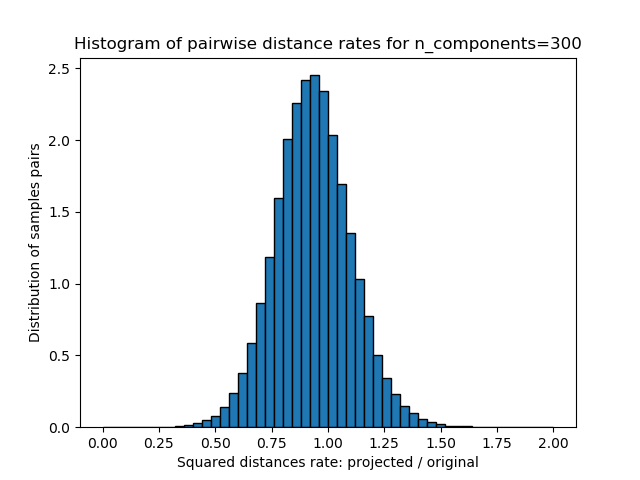 Histogram of pairwise distance rates for n_components=300
2.5
2.0
1.5
1.0
0.5
0.0
Distribution of samples pairs
0.00 0.25 0.50 0.75 1.00 1.25 1.50 1.75 2.00
Squared distances rate: projected / original